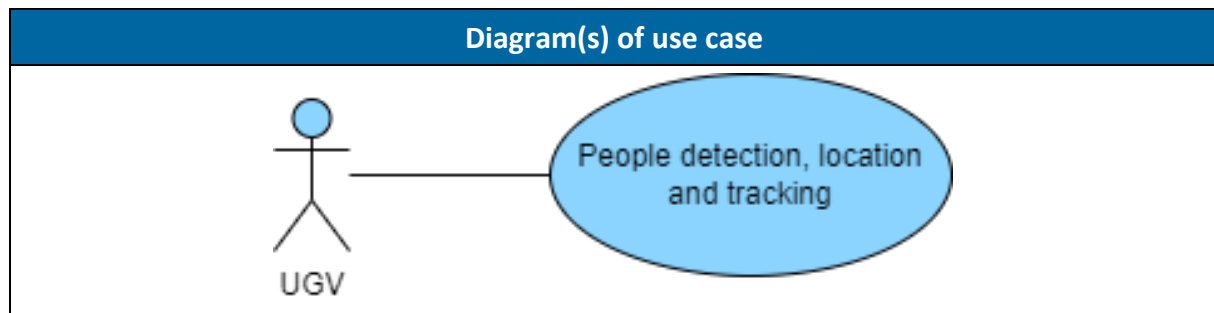 Diagram(s) of use case
People detection, location
and tracking
UGV